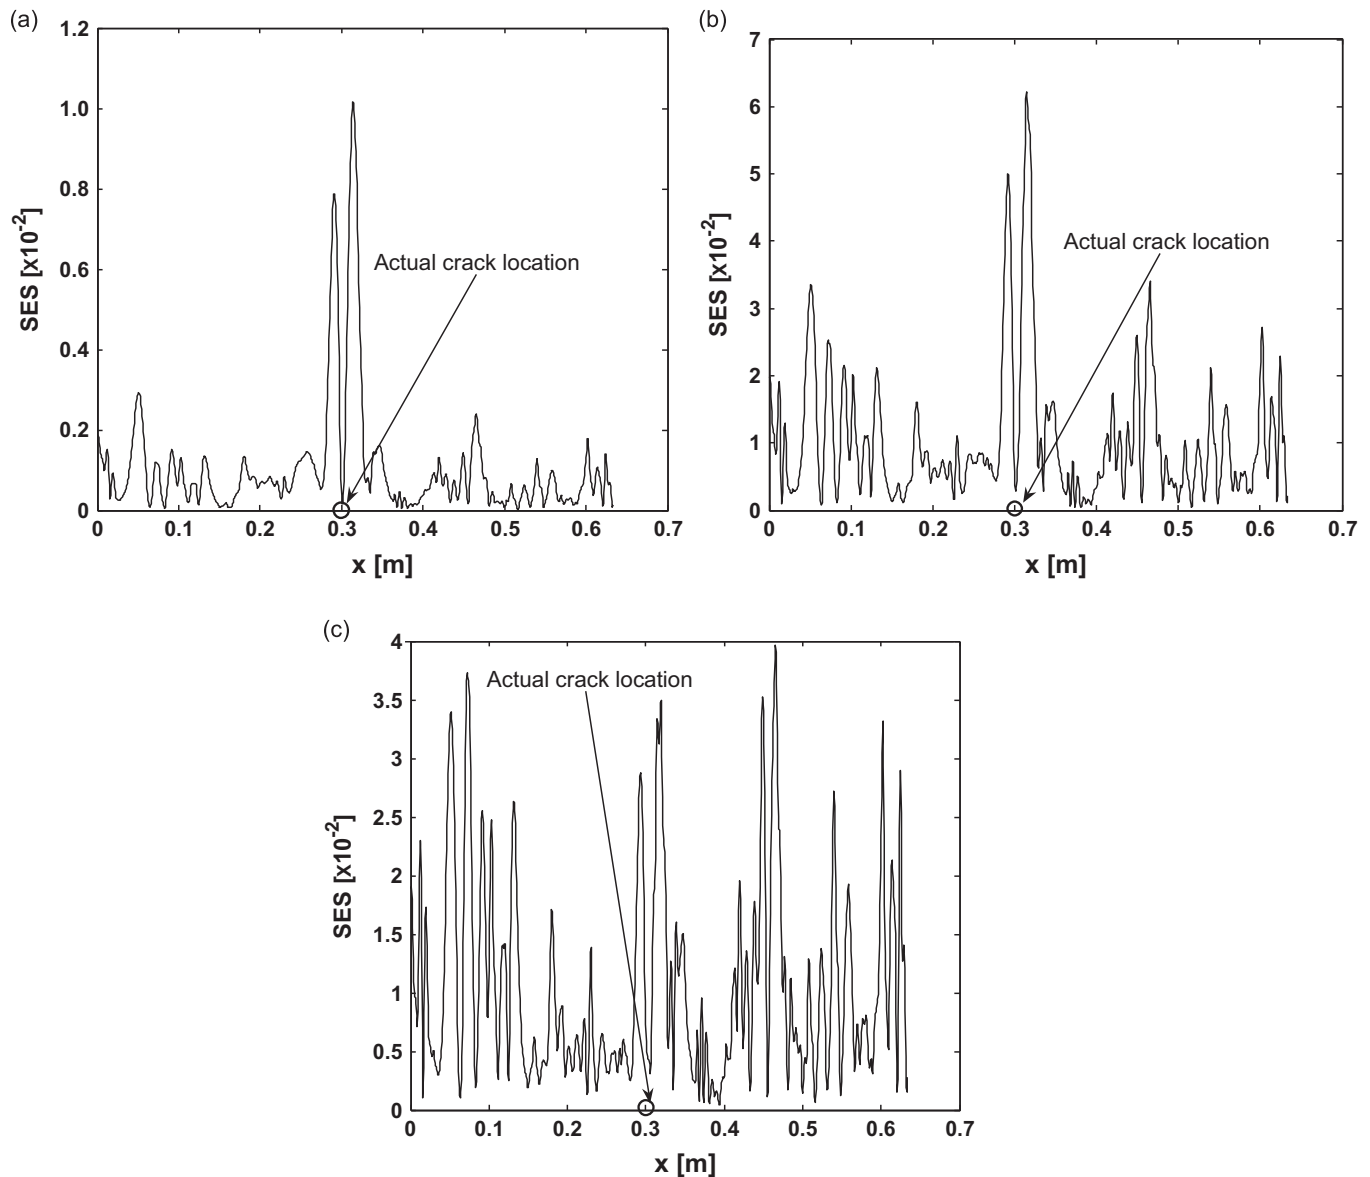 (a)
1.2
1.0
0.8
0.6
0.4
0.2
0
SES [x10-2]
Actual crack location
0 0.1 0.2 0.3 0.4 0.5 0.6 0.7
x [m]
(b)
7
6
5
4
3
2
1
0
SES [x10-2]
Actual crack location
0 0.1 0.2 0.3 0.4 0.5 0.6 0.7
x [m]
(c)
4
3.5
3
2.5
2
1.5
1
0.5
0
SES [x10-2]
Actual crack location
0 0.1 0.2 0.3 0.4 0.5 0.6 0.7
x [m]